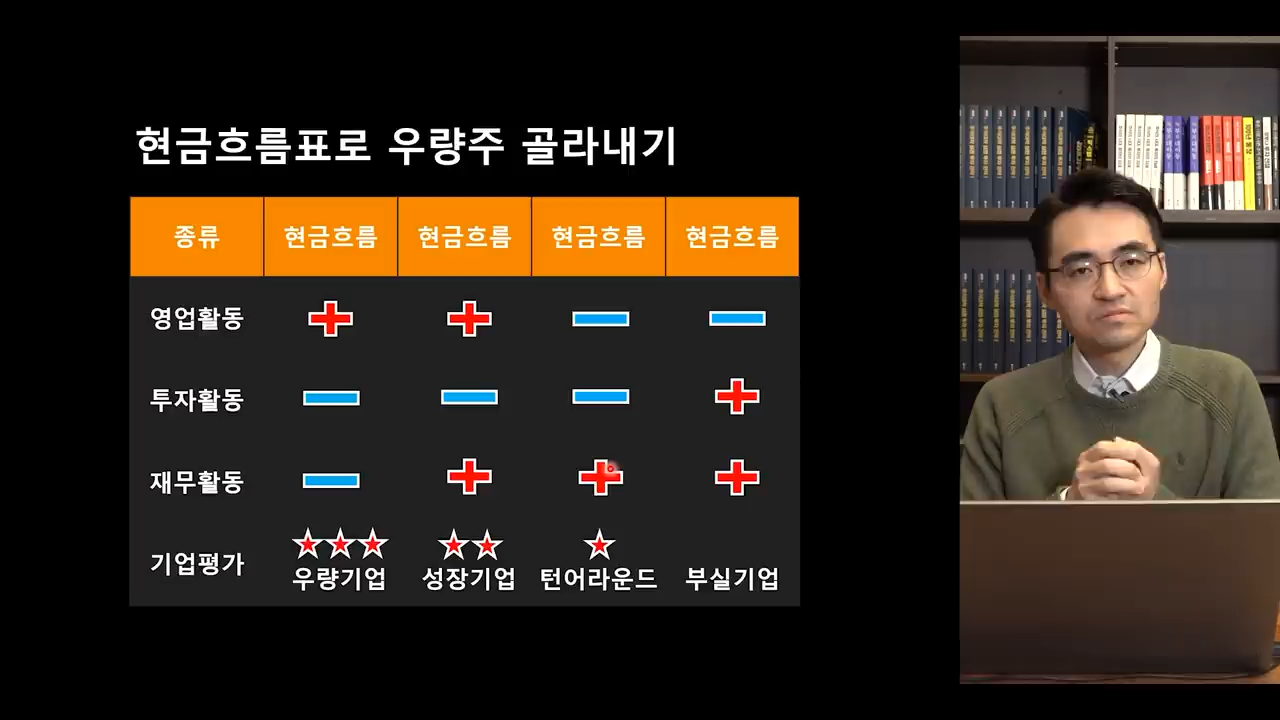 현금흐름표로 우량주 골라내기
종류 현금흐름 현금흐름 현금흐름 현금흐름
영업활동
투자활동
재무활동
기업평가
우량기업 성장기업 턴어라운드 부실기업